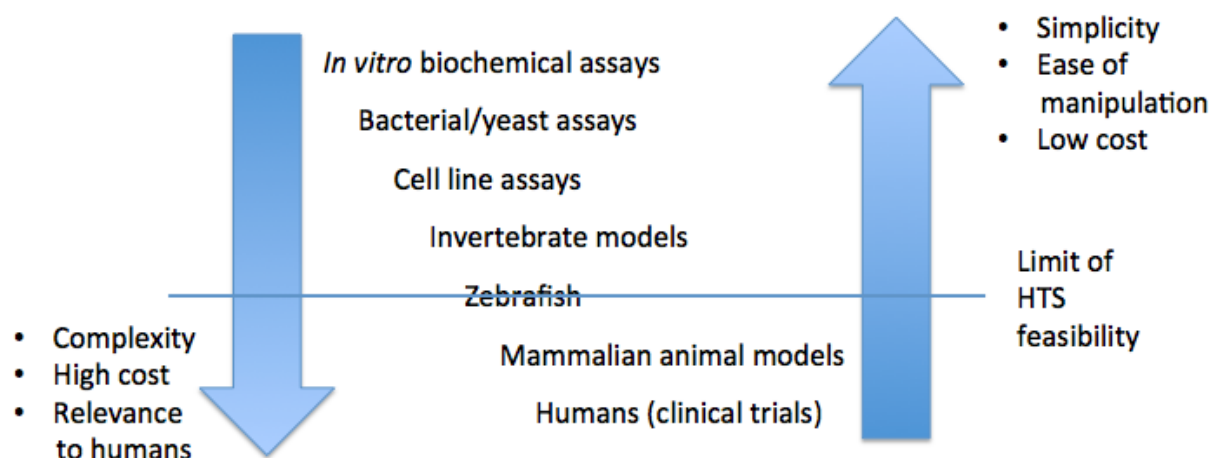 In vitro biochemical assays
Bacterial/yeast assays
Cell line assays
Invertebrate models
Zebrafish
Mammalian animal models
Humans (clinical trials)
• Simplicity
• Ease of
manipulation
• Low cost
Limit of
HTS
feasibility
• Complexity
• High cost
• Relevance
to humans